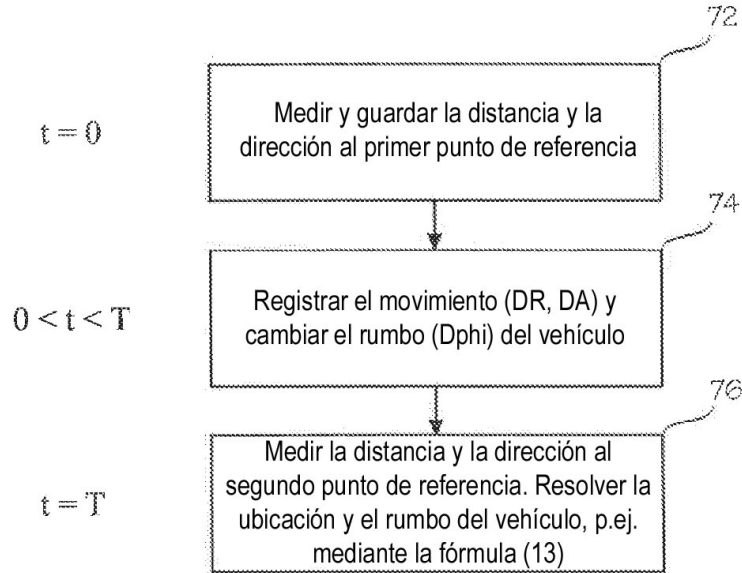 72
t = 0
Medir y guardar la distancia y la
dirección al primer punto de referencia
74
0 < t < T
Registrar el movimiento (DR, DA) y
cambiar el rumbo (Dphi) del vehículo
76
t = T
Medir la distancia y la dirección al
segundo punto de referencia. Resolver la
ubicación y el rumbo del vehículo, p.ej.
mediante la fórmula (13)